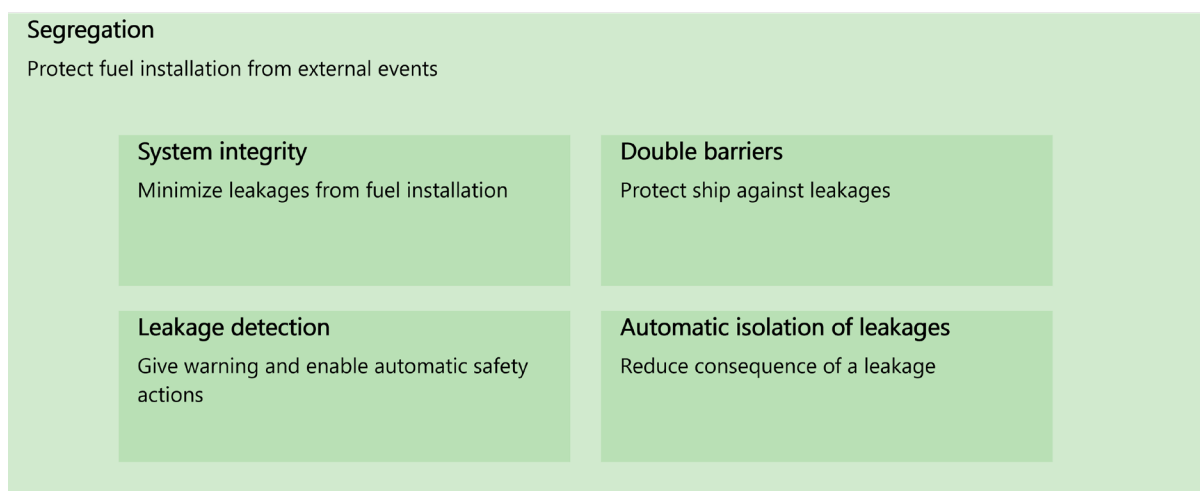 Segregation
Protect fuel installation from external events
System integrity
Minimize leakages from fuel installation
Double barriers
Protect ship against leakages
Leakage detection
Give warning and enable automatic safety
actions
Automatic isolation of leakages
Reduce consequence of a leakage